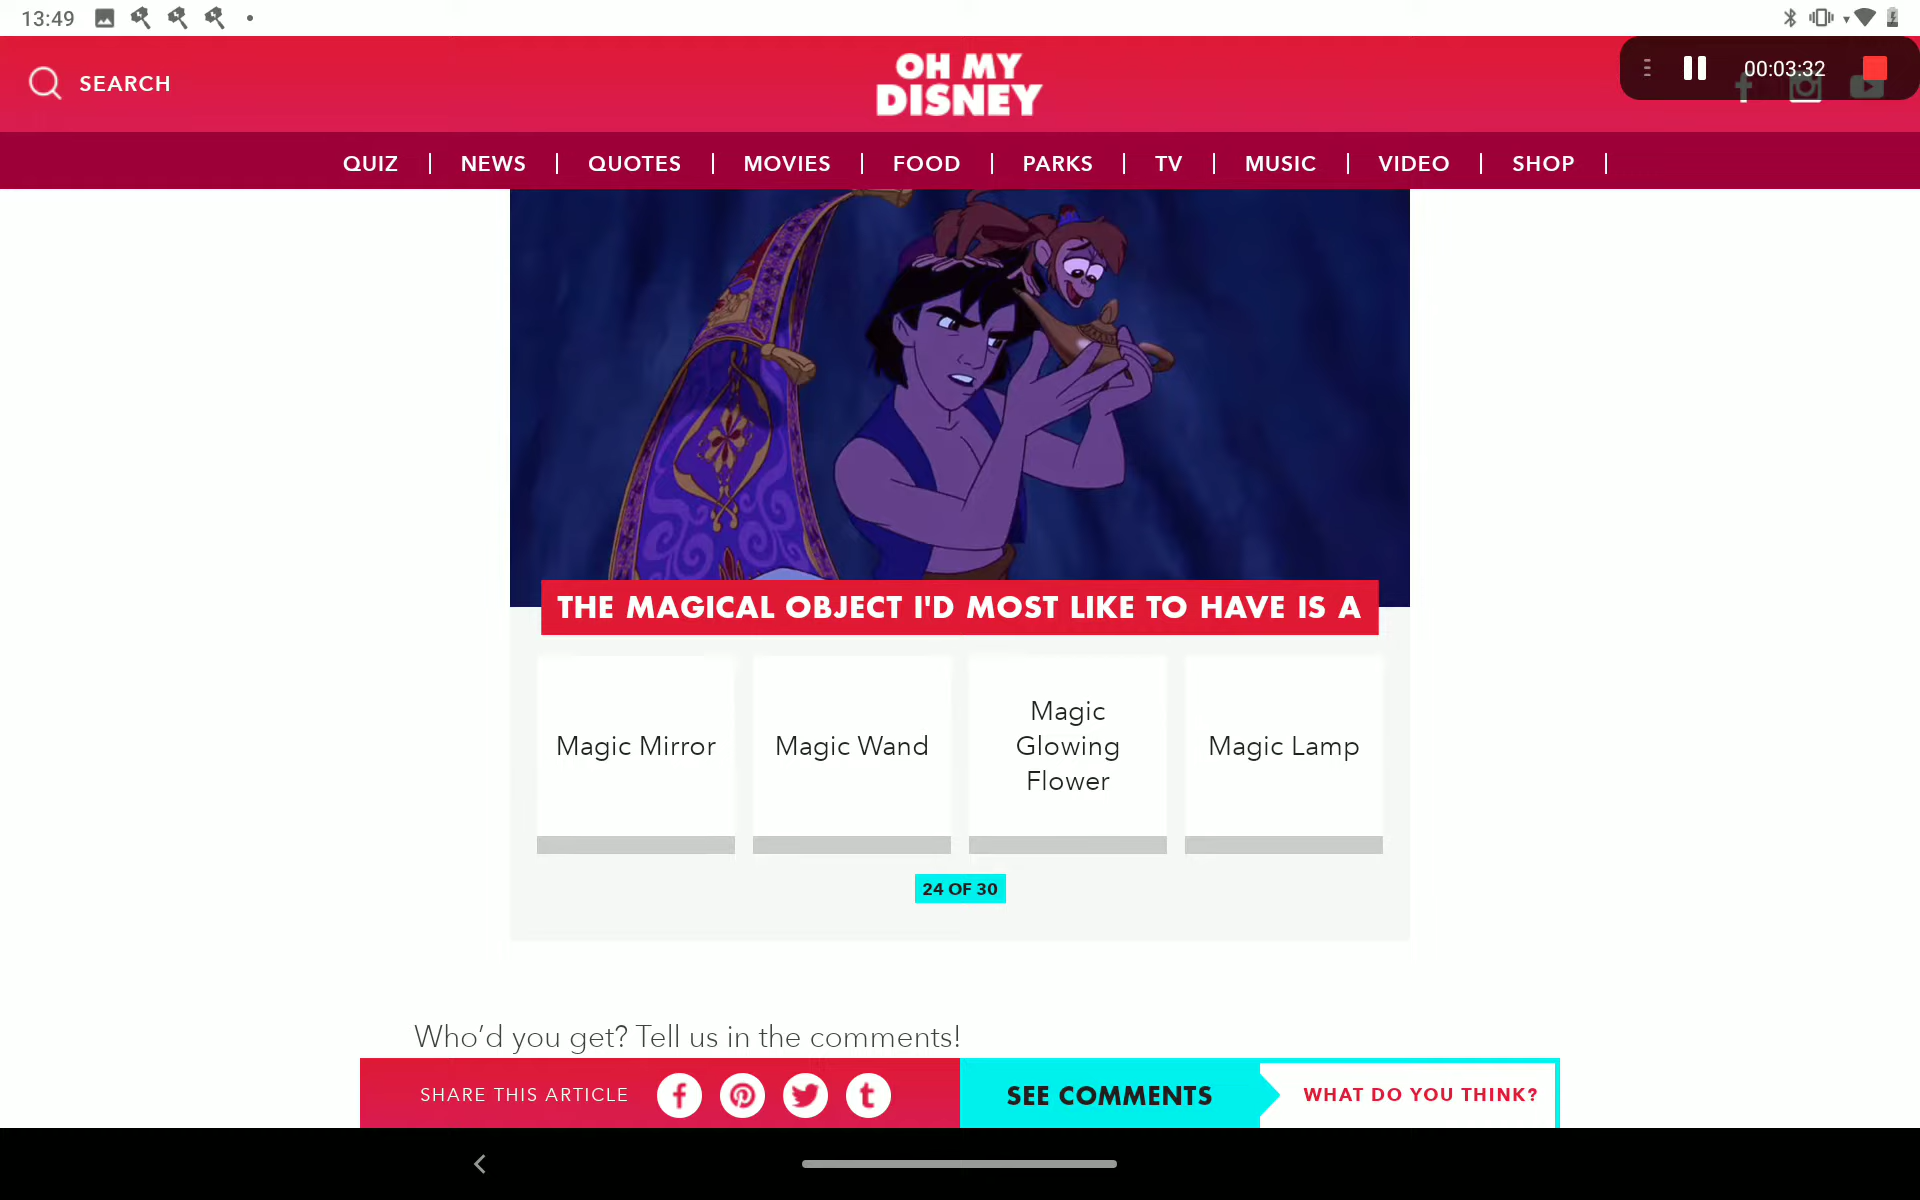 13:49
00:03:32
SEARCH
OH MY
DISNEY
QUIZ | NEWS | QUOTES | MOVIES | FOOD | PARKS | TV | MUSIC | VIDEO | SHOP |
THE MAGICAL OBJECT I'D MOST LIKE TO HAVE IS A
Magic Mirror
Magic Wand
Magic
Glowing
Flower
Magic Lamp
24 OF 30
Who’d you get? Tell us in the comments!
SHARE THIS ARTICLE
SEE COMMENTS
WHAT DO YOU THINK?